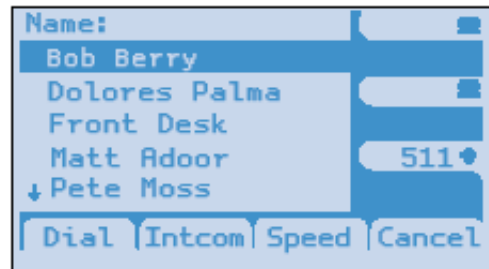 Name:
Bob Berry
Dolores Palma
Front Desk
Matt Adoor
511
Pete Moss
Dial Intcom Speed Cancel